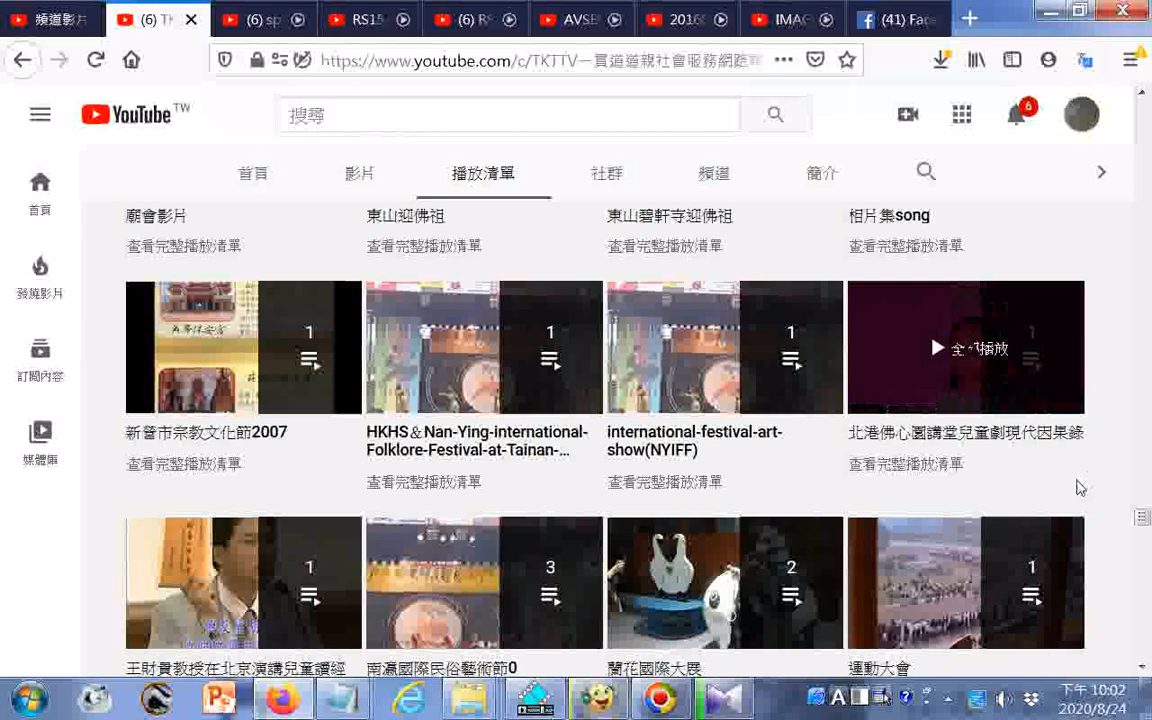 頻道影片
(6) TK
(6) sp
RS15
(6) RS
AVSE
2016
IMAG
(41) Fac
https://www.youtube.com/c/TKTTV一貫道道親社會服務網路
YouTube TW
搜尋
6
首頁
影片
播放清單
社群
頻道
簡介
首頁
發燒影片
訂閱內容
媒體庫
廟會影片
東山迎佛祖
東山碧軒寺迎佛祖
相片集song
查看完整播放清單
查看完整播放清單
查看完整播放清單
查看完整播放清單
1
1
1
全部播放
1
新營市宗教文化節2007
HKHS&Nan-Ying-international-
Folklore-Festival-at-Tainan-...
international-festival-art-
show(NYIFF)
北港佛心園講堂兒童劇現代因果錄
查看完整播放清單
查看完整播放清單
查看完整播放清單
查看完整播放清單
1
3
2
1
王財貴教授在北京演講兒童讀經
南瀛國際民俗藝術節0
蘭花國際大展
運動大會
A
下午 10:02
2020/8/24